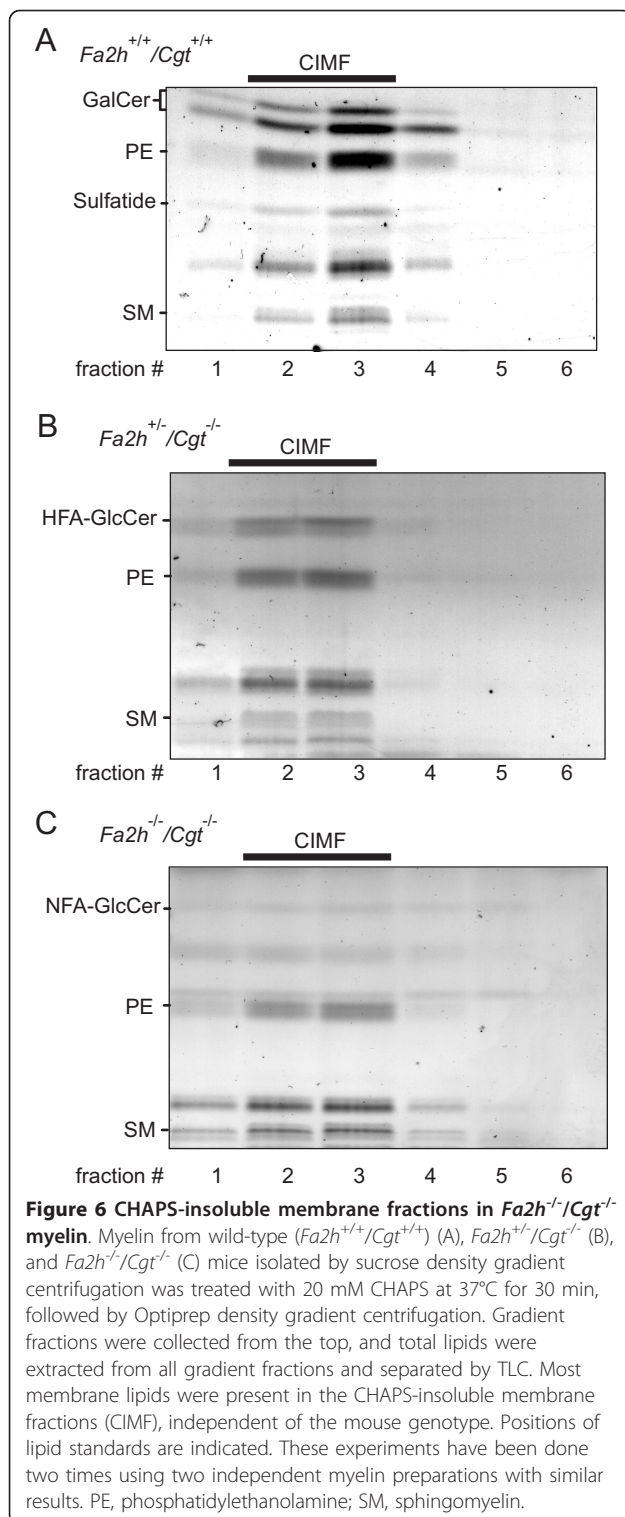 A
Fa2h+/+/Cgt+/+
CIMF
GalCer
PE
Sulfatide
SM
fraction # 1 2 3 4 5 6
B
Fa2h+/-/Cgt-/-
CIMF
HFA-GlcCer
PE
SM
fraction # 1 2 3 4 5 6
C
Fa2h-/-/Cgt-/-
CIMF
NFA-GlcCer
PE
SM
fraction # 1 2 3 4 5 6
Figure 6 CHAPS-insoluble membrane fractions in Fa2h-/-/Cgt-/-
myelin. Myelin from wild-type (Fa2h+/+/Cgt+/+) (A), Fa2h+/-/Cgt-/- (B),
and Fa2h-/-/Cgt-/- (C) mice isolated by sucrose density gradient
centrifugation was treated with 20 mM CHAPS at 37°C for 30 min,
followed by Optiprep density gradient centrifugation. Gradient
fractions were collected from the top, and total lipids were
extracted from all gradient fractions and separated by TLC. Most
membrane lipids were present in the CHAPS-insoluble membrane
fractions (CIMF), independent of the mouse genotype. Positions of
lipid standards are indicated. These experiments have been done
two times using two independent myelin preparations with similar
results. PE, phosphatidylethanolamine; SM, sphingomyelin.